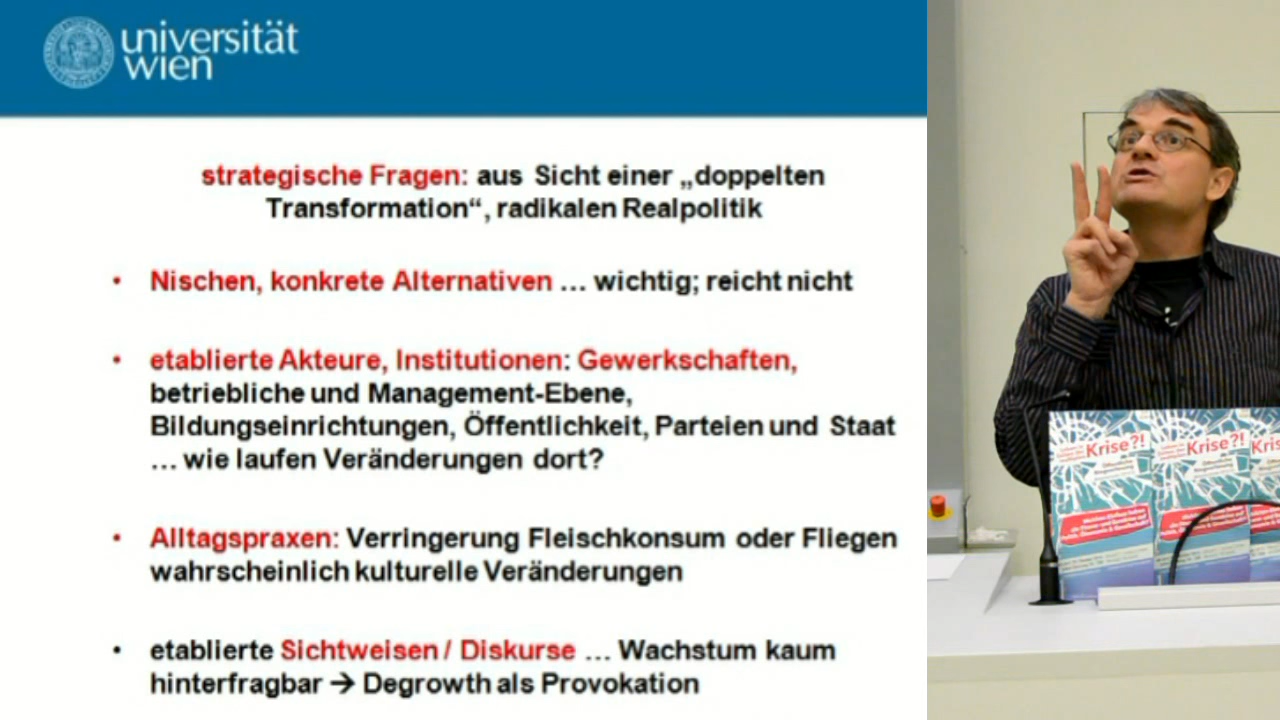 universität
wien
strategische Fragen: aus Sicht einer „doppelten
Transformation“, radikalen Realpolitik
• Nischen, konkrete Alternativen … wichtig; reicht nicht
• etablierte Akteure, Institutionen: Gewerkschaften,
betriebliche und Management-Ebene,
Bildungseinrichtungen, Öffentlichkeit, Parteien und Staat
… wie laufen Veränderungen dort?
• Alltagspraxen: Verringerung Fleischkonsum oder Fliegen
wahrscheinlich kulturelle Veränderungen
• etablierte Sichtweisen / Diskurse … Wachstum kaum
hinterfragbar → Degrowth als Provokation
Krise?!
Krise?!
Kris